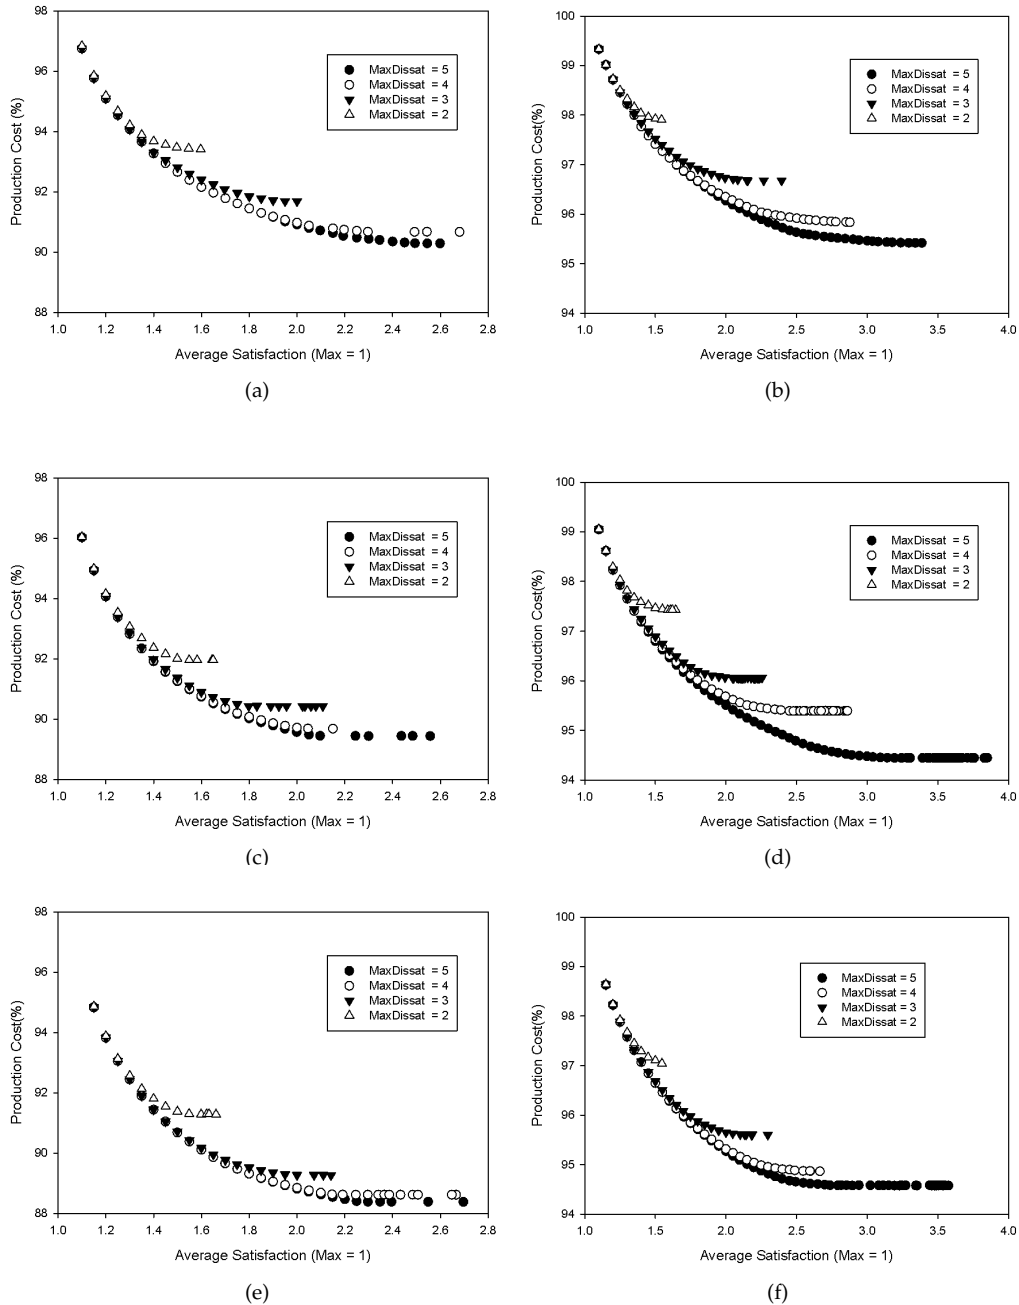 98
96
94
92
90
88
Production Cost (%)
MaxDissat = 5
MaxDissat = 4
MaxDissat = 3
MaxDissat = 2
1.0 1.2 1.4 1.6 1.8 2.0 2.2 2.4 2.6 2.8
Average Satisfaction (Max = 1)
(a)
100
99
98
97
96
95
94
Production Cost(%)
MaxDissat = 5
MaxDissat = 4
MaxDissat = 3
MaxDissat = 2
1.0 1.5 2.0 2.5 3.0 3.5 4.0
Average Satisfaction (Max = 1)
(b)
98
96
94
92
90
88
Production Cost (%)
MaxDissat = 5
MaxDissat = 4
MaxDissat = 3
MaxDissat = 2
1.0 1.2 1.4 1.6 1.8 2.0 2.2 2.4 2.6 2.8
Average Satisfaction (Max = 1)
(c)
100
99
98
97
96
95
94
Production Cost(%)
MaxDissat = 5
MaxDissat = 4
MaxDissat = 3
MaxDissat = 2
1.0 1.5 2.0 2.5 3.0 3.5 4.0
Average Satisfaction (Max = 1)
(d)
98
96
94
92
90
88
Production Cost(%)
MaxDissat = 5
MaxDissat = 4
MaxDissat = 3
MaxDissat = 2
1.0 1.2 1.4 1.6 1.8 2.0 2.2 2.4 2.6 2.8
Average Satisfaction (Max = 1)
(e)
100
99
98
97
96
95
94
Production Cost(%)
MaxDissat = 5
MaxDissat = 4
MaxDissat = 3
MaxDissat = 2
1.0 1.5 2.0 2.5 3.0 3.5 4.0
Average Satisfaction (Max = 1)
(f)